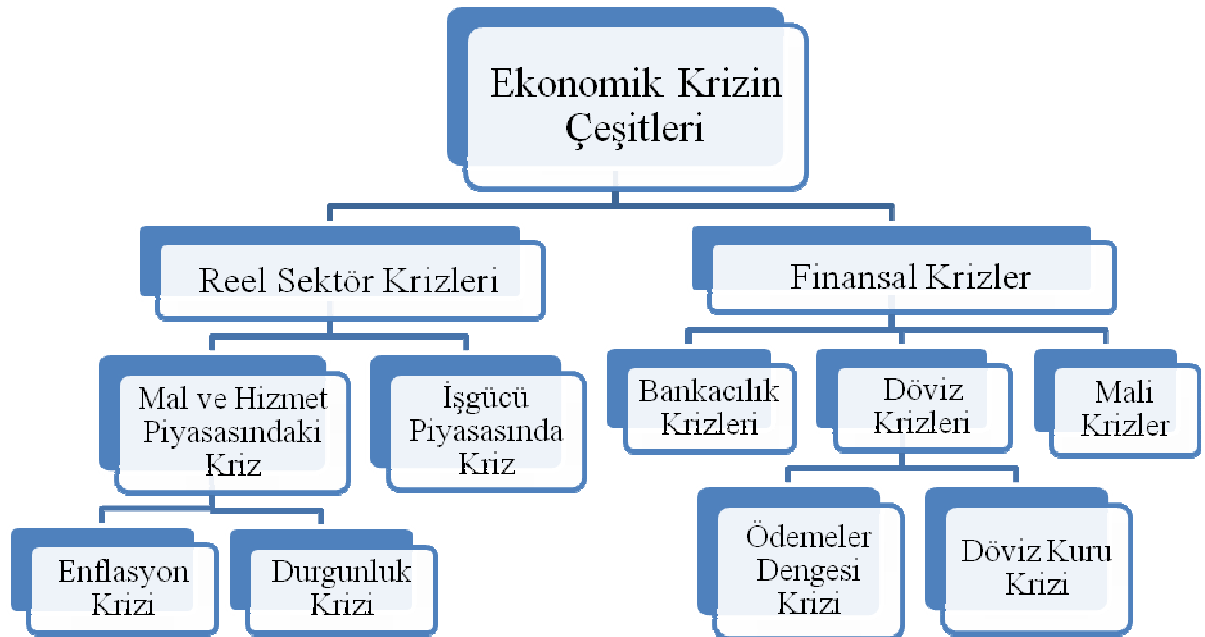 Ekonomik Krizin
Çeşitleri
Reel Sektör Krizleri
Finansal Krizler
Mal ve Hizmet
Piyasasındaki
Kriz
İşgücü
Piyasasında
Kriz
Bankacılık
Krizleri
Döviz
Krizleri
Mali
Krizler
Enflasyon
Krizi
Durgunluk
Krizi
Ödemeler
Dengesi
Krizi
Döviz Kuru
Krizi